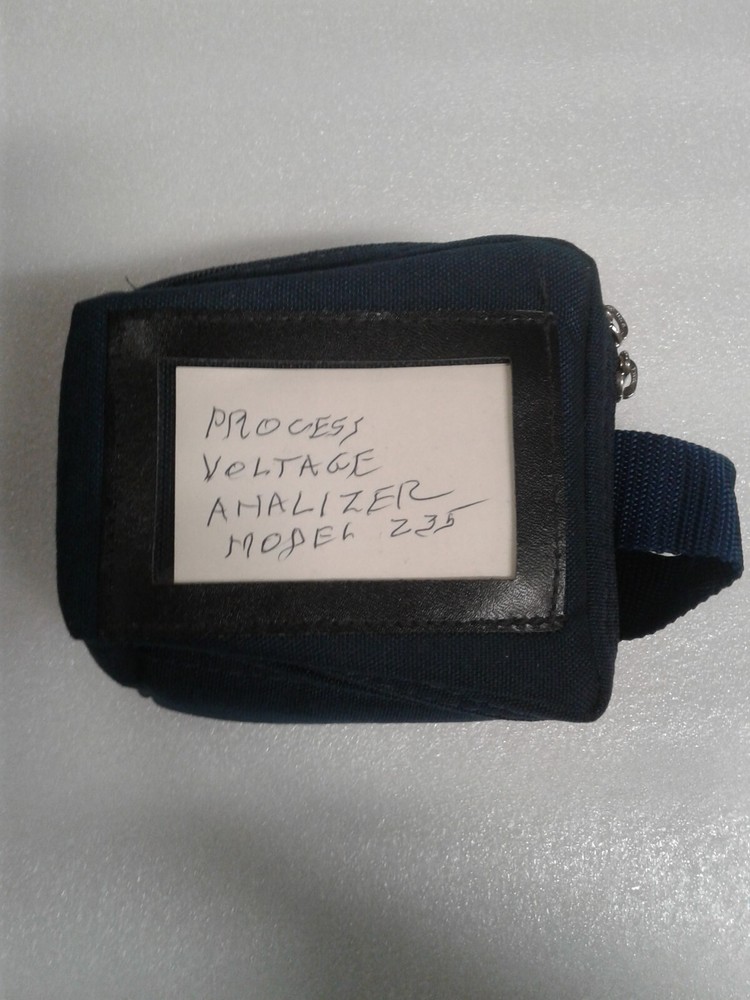 PROCESS
VOLTAGE
ANALIZER
MODEL 235